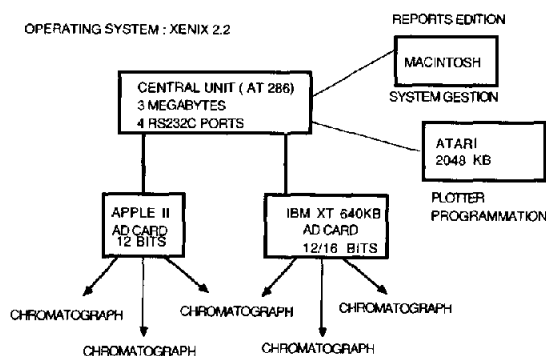 REPORTS EDITION
OPERATING SYSTEM : XENIX 2.2
MACINTOSH
CENTRAL UNIT ( AT 286)
3 MEGABYTES
4 RS232C PORTS
SYSTEM GESTION
ATARI
2048 KB
PLOTTER
PROGRAMMATION
APPLE II
AD CARD
12 BITS
IBM XT 640KB
AD CARD
12/16 BITS
CHROMATOGRAPH
CHROMATOGRAPH
CHROMATOGRAPH
CHROMATOGRAPH
CHROMATOGRAPH